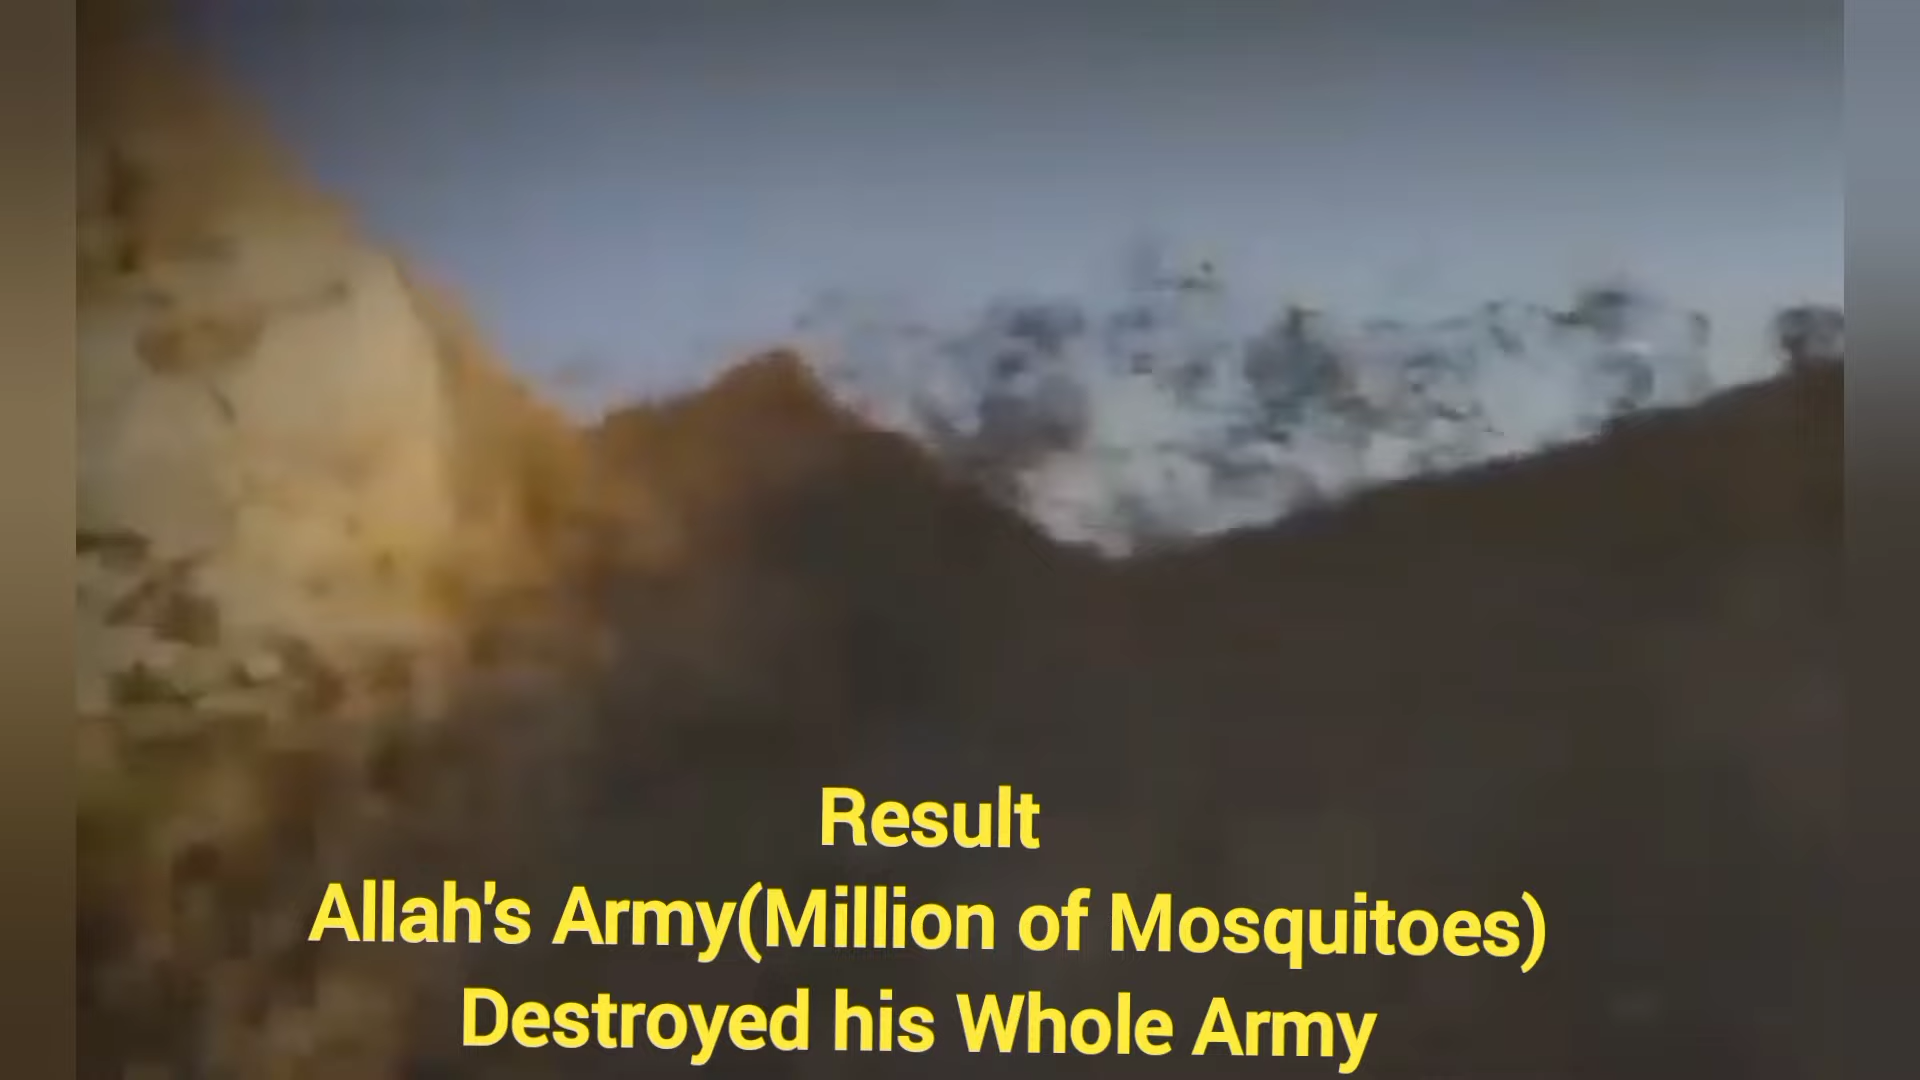 Result
Allah's Army(Million of Mosquitoes)
Destroyed his Whole Army